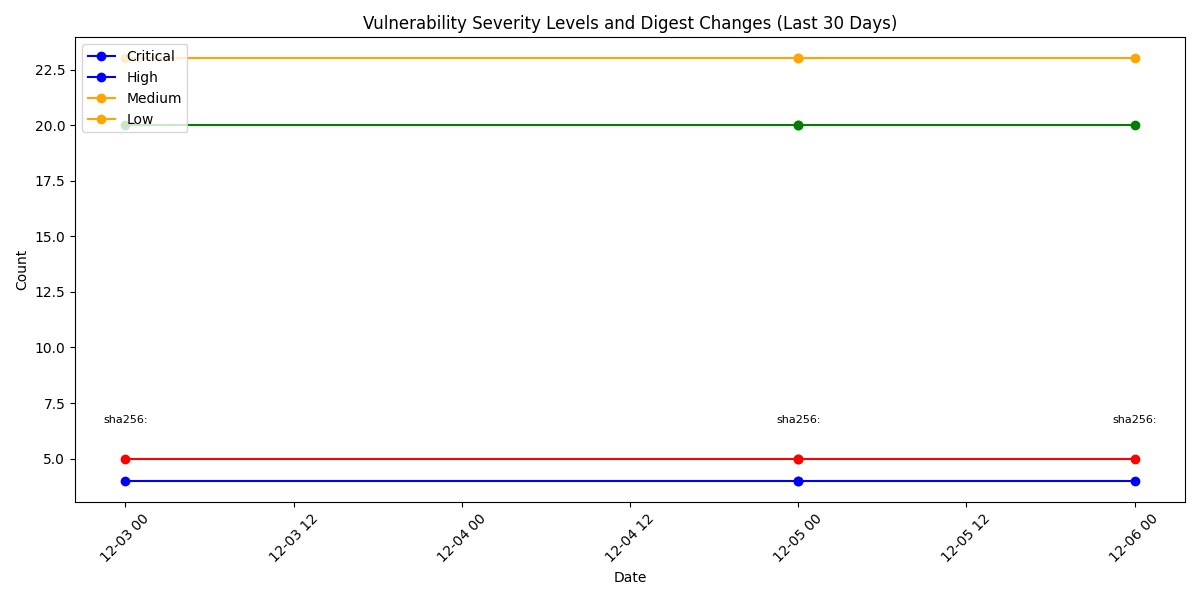 Vulnerability Severity Levels and Digest Changes (Last 30 Days)
Critical
High
Medium
Low
22.5
20.0
17.5
15.0
12.5
10.0
7.5
5.0
Count
sha256:
sha256:
sha256:
12-03 00
12-03 12
12-04 00
12-04 12
12-05 00
12-05 12
12-06 00
Date